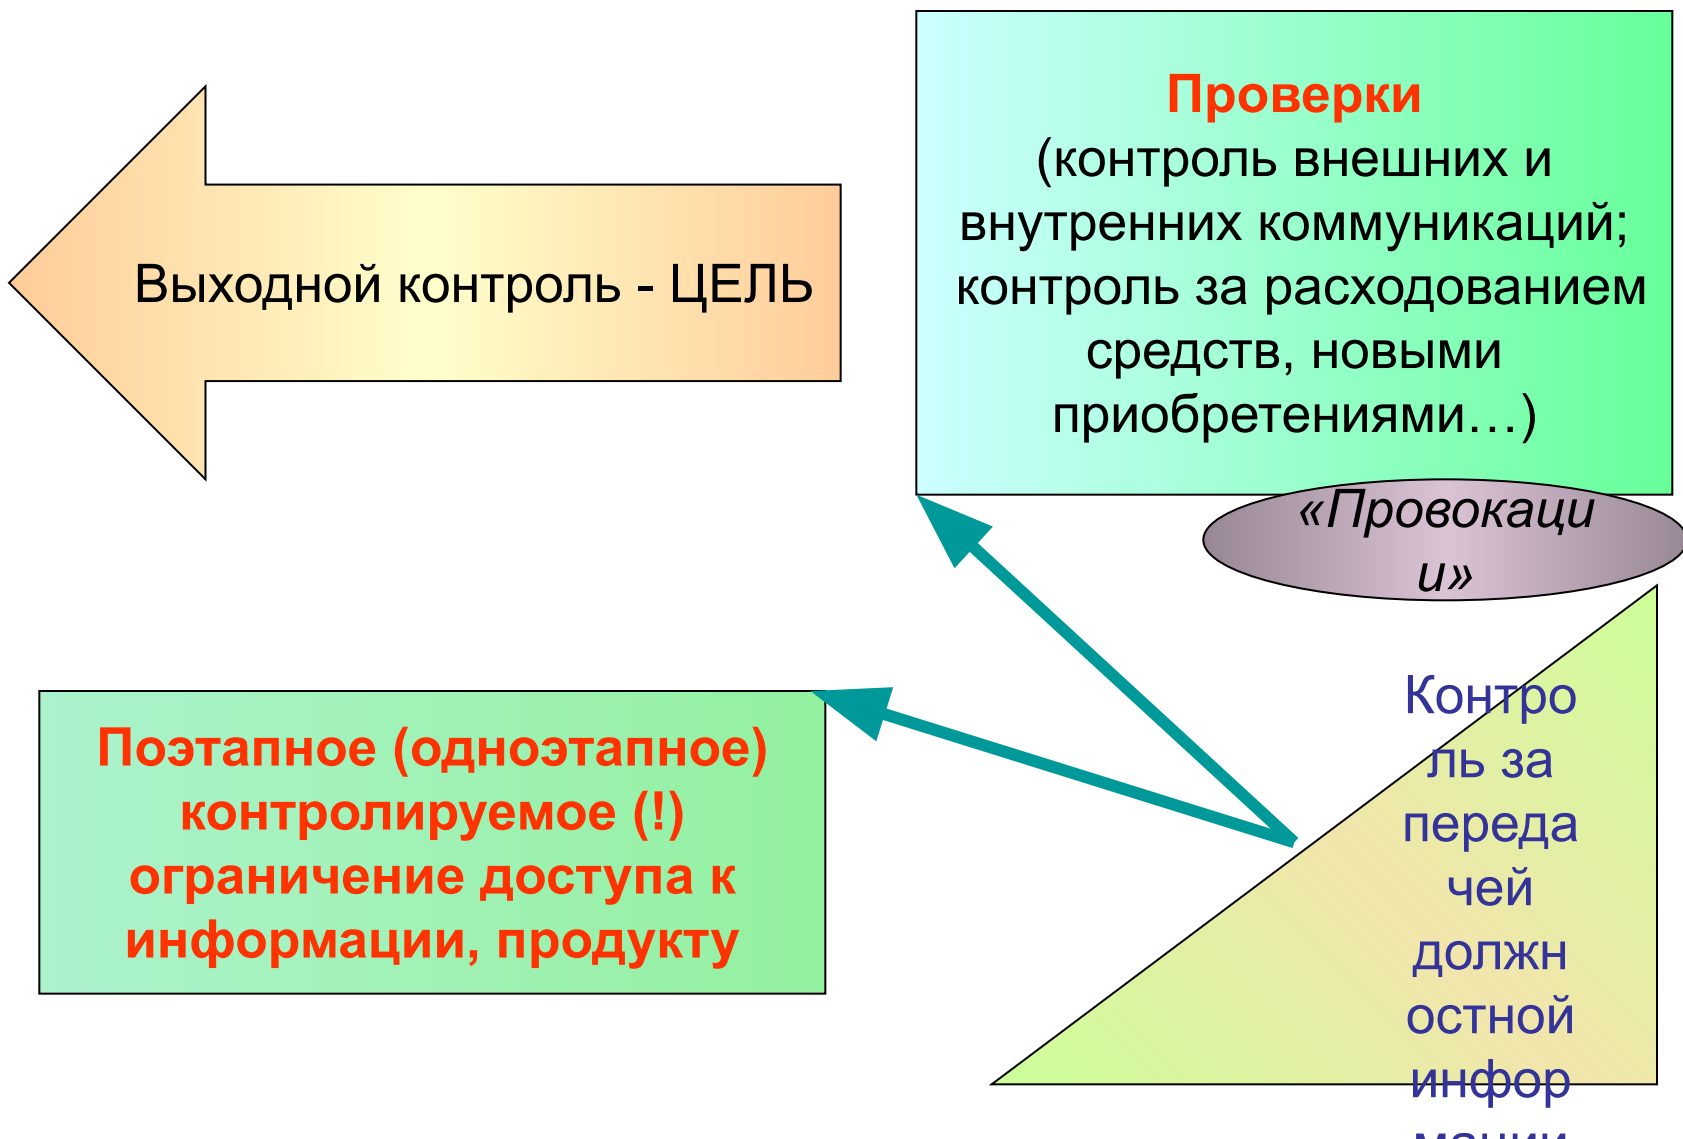 Выходной контроль - ЦЕЛЬ
Проверки
(контроль внешних и
внутренних коммуникаций;
контроль за расходованием
средств, новыми
приобретениями…)
«Провокаци
и»
Поэтапное (одноэтапное)
контролируемое (!)
ограничение доступа к
информации, продукту
Контро
ль за
переда
чей
должн
остной
инфор
мации